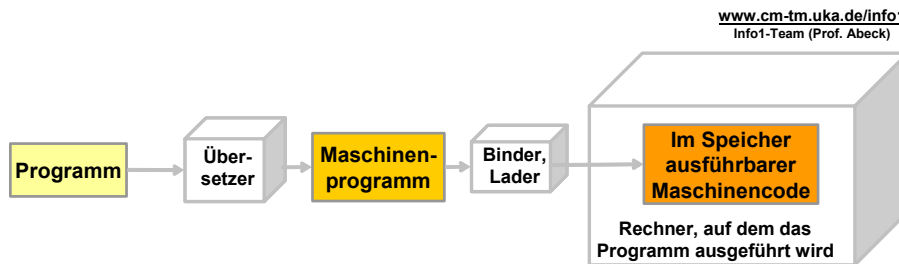 www.cm-tm.uka.de/info1
Info1-Team (Prof. Abeck)
Programm
Über-
setzer
Maschinen-
programm
Binder,
Lader
Im Speicher
ausführbarer
Maschinencode
Rechner, auf dem das
Programm ausgeführt wird